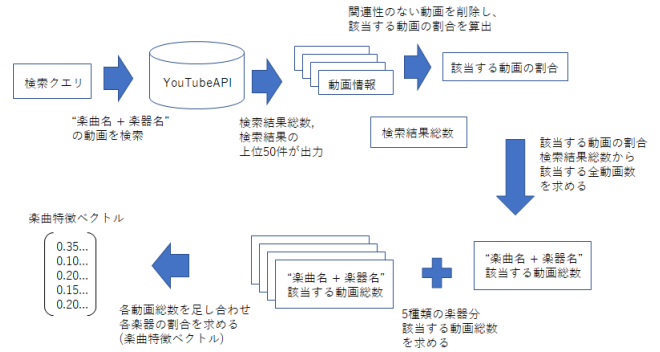 関連性のない動画を削除し、
該当する動画の割合を算出
検索クエリ
YouTubeAPI
動画情報
該当する動画の割合
“楽曲名 + 楽器名”
の動画を検索
検索結果総数,
検索結果の
上位50件が出力
検索結果総数
該当する動画の割合
検索結果総数から
該当する全動画数
を求める
楽曲特徴ベクトル
0.35...
0.10...
0.20...
0.15...
0.20...
“楽曲名 + 楽器名”
該当する動画総数
“楽曲名 + 楽器名”
該当する動画総数
各動画総数を足し合わせ
各楽器の割合を求める
(楽曲特徴ベクトル)
5種類の楽器分
該当する動画総数
を求める